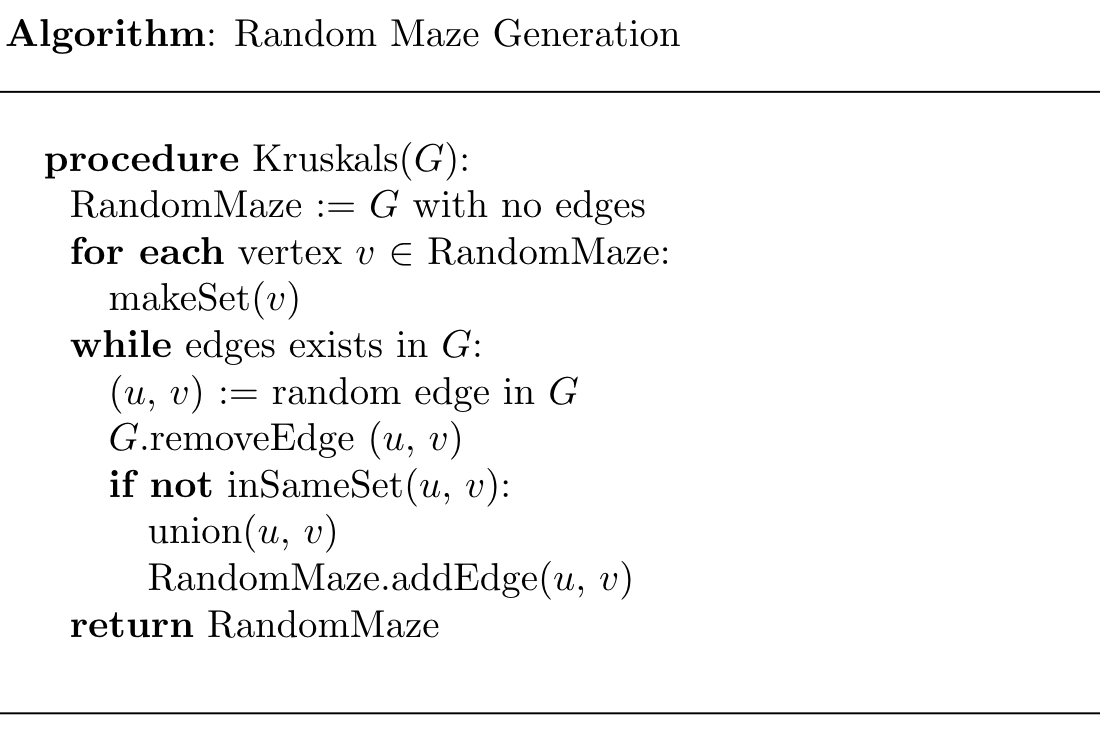 Algorithm: Random Maze Generation
procedure Kruskals(G):
RandomMaze := G with no edges
for each vertex v ∈ RandomMaze:
makeSet(v)
while edges exists in G:
(u, v) := random edge in G
G.removeEdge (u, v)
if not inSameSet(u, v):
union(u, v)
RandomMaze.addEdge(u, v)
return RandomMaze